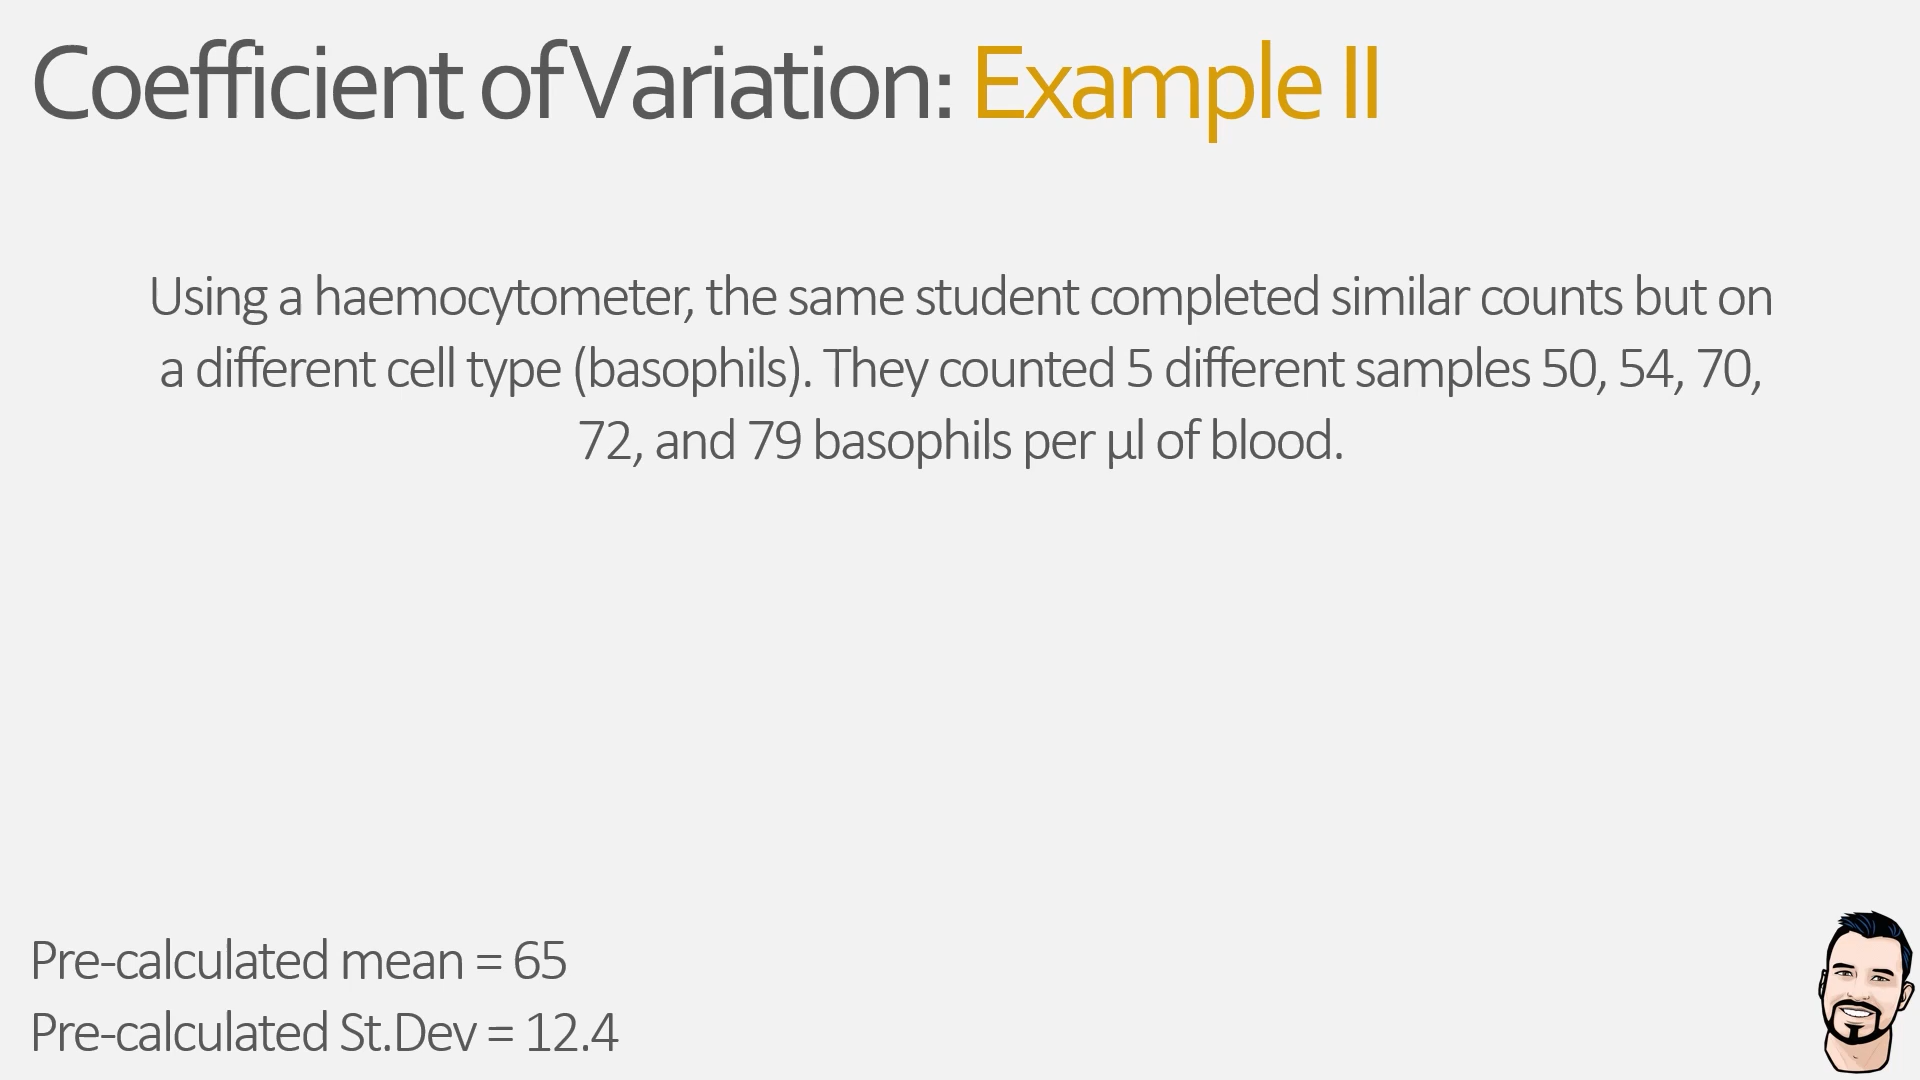 Coefficient of Variation: Example II
Using a haemocytometer, the same student completed similar counts but on
a different cell type (basophils). They counted 5 different samples 50, 54, 70,
72, and 79 basophils per µl of blood.
Pre-calculated mean = 65
Pre-calculated St.Dev = 12.4